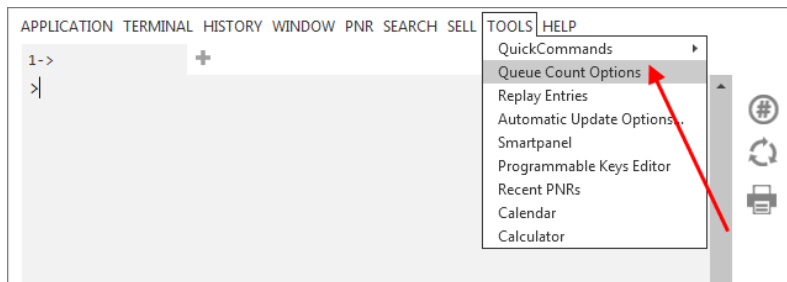 APPLICATION TERMINAL HISTORY WINDOW PNR SEARCH SELL TOOLS HELP
1->
+
>
QuickCommands
Queue Count Options
Replay Entries
Automatic Update Options...
Smartpanel
Programmable Keys Editor
Recent PNRs
Calendar
Calculator
#